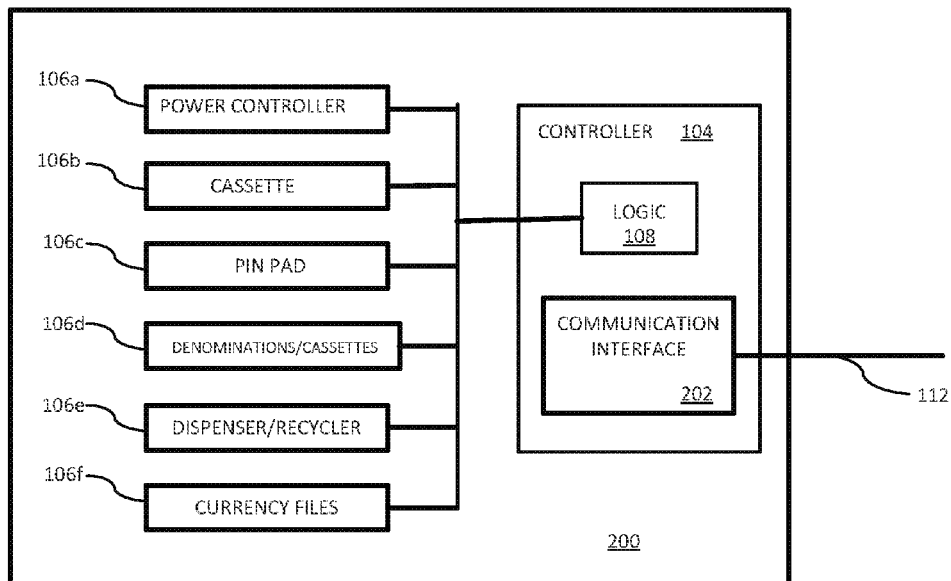 106a
POWER CONTROLLER
106b
CASSETTE
106c
PIN PAD
106d
DENOMINATIONS/CASSETTES
106e
DISPENSER/RECYCLER
106f
CURRENCY FILES
CONTROLLER 104
LOGIC
108
COMMUNICATION
INTERFACE
202
112
200